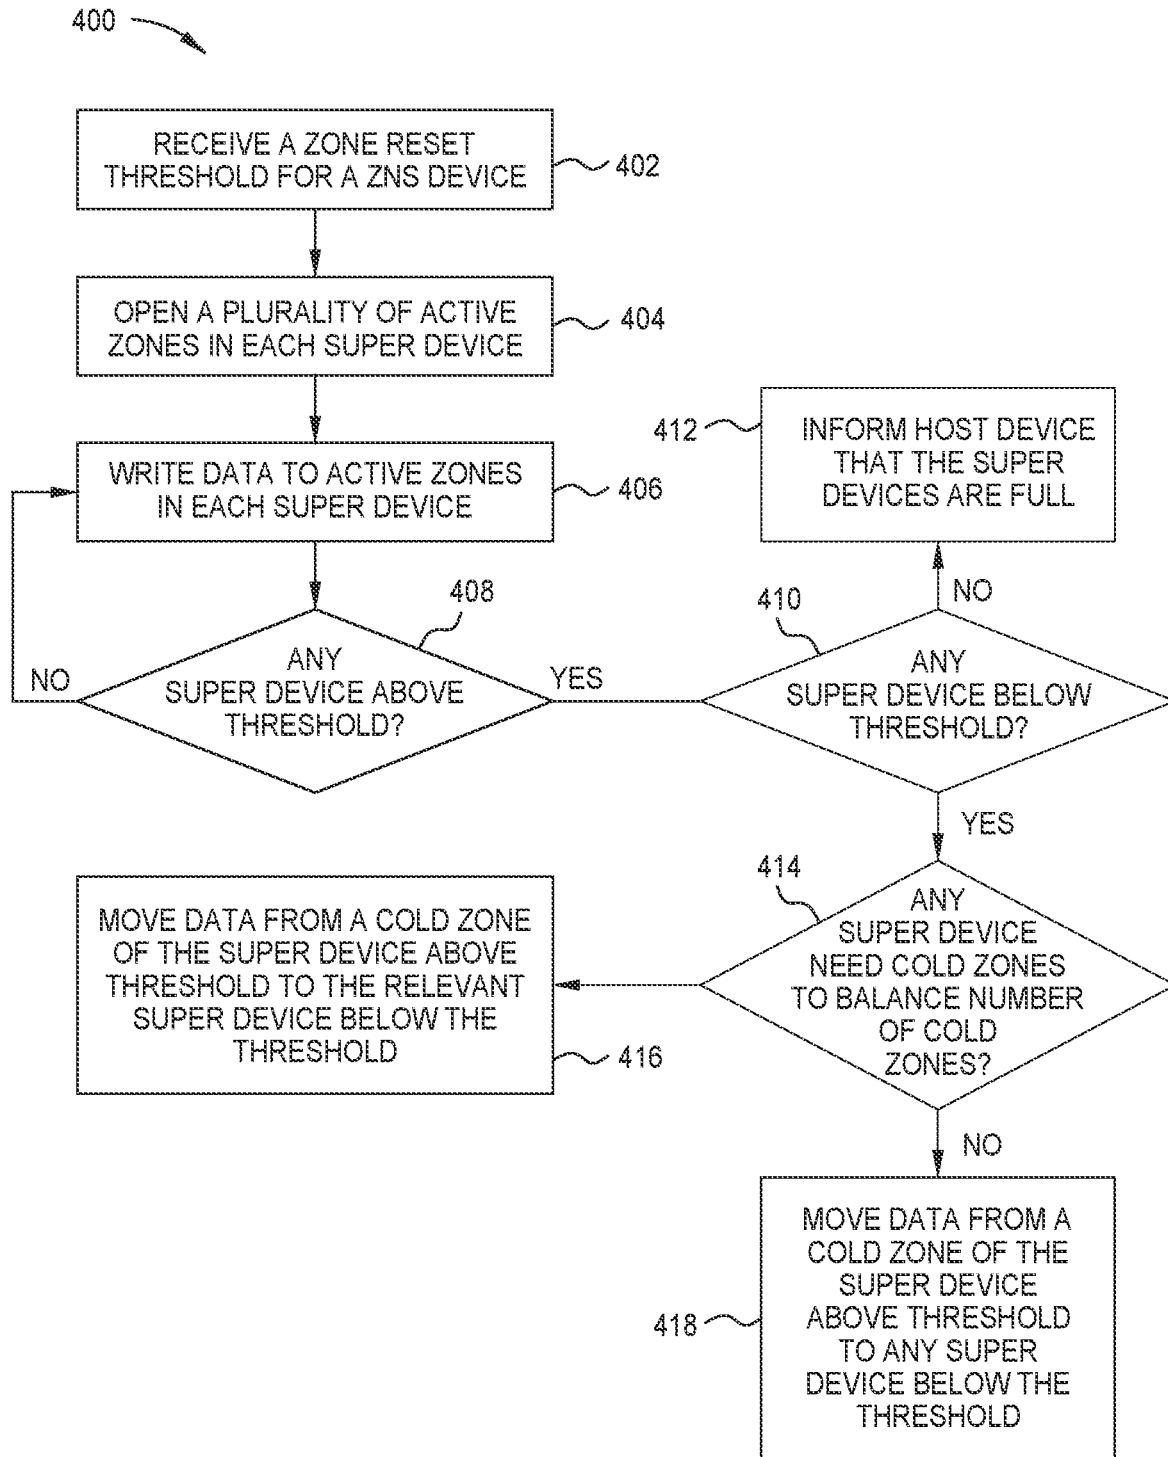 400
RECEIVE A ZONE RESET
THRESHOLD FOR A ZNS DEVICE
402
OPEN A PLURALITY OF ACTIVE
ZONES IN EACH SUPER DEVICE
404
WRITE DATA TO ACTIVE ZONES
IN EACH SUPER DEVICE
406
408
ANY
SUPER DEVICE ABOVE
THRESHOLD?
NO
YES
412
INFORM HOST DEVICE
THAT THE SUPER
DEVICES ARE FULL
NO
410
ANY
SUPER DEVICE BELOW
THRESHOLD?
YES
414
ANY
SUPER DEVICE
NEED COLD ZONES
TO BALANCE NUMBER
OF COLD
ZONES?
MOVE DATA FROM A COLD ZONE
OF THE SUPER DEVICE ABOVE
THRESHOLD TO THE RELEVANT
SUPER DEVICE BELOW THE
THRESHOLD
416
NO
MOVE DATA FROM A
COLD ZONE OF THE
SUPER DEVICE
ABOVE THRESHOLD
TO ANY SUPER
DEVICE BELOW THE
THRESHOLD
418